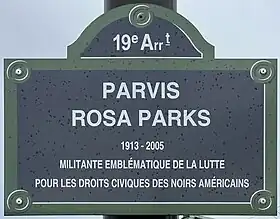 19e Arrt
PARVIS
ROSA PARKS
1913 - 2005
MILITANTE EMBLÉMATIQUE DE LA LUTTE
POUR LES DROITS CIVIQUES DES NOIRS AMÉRICAINS